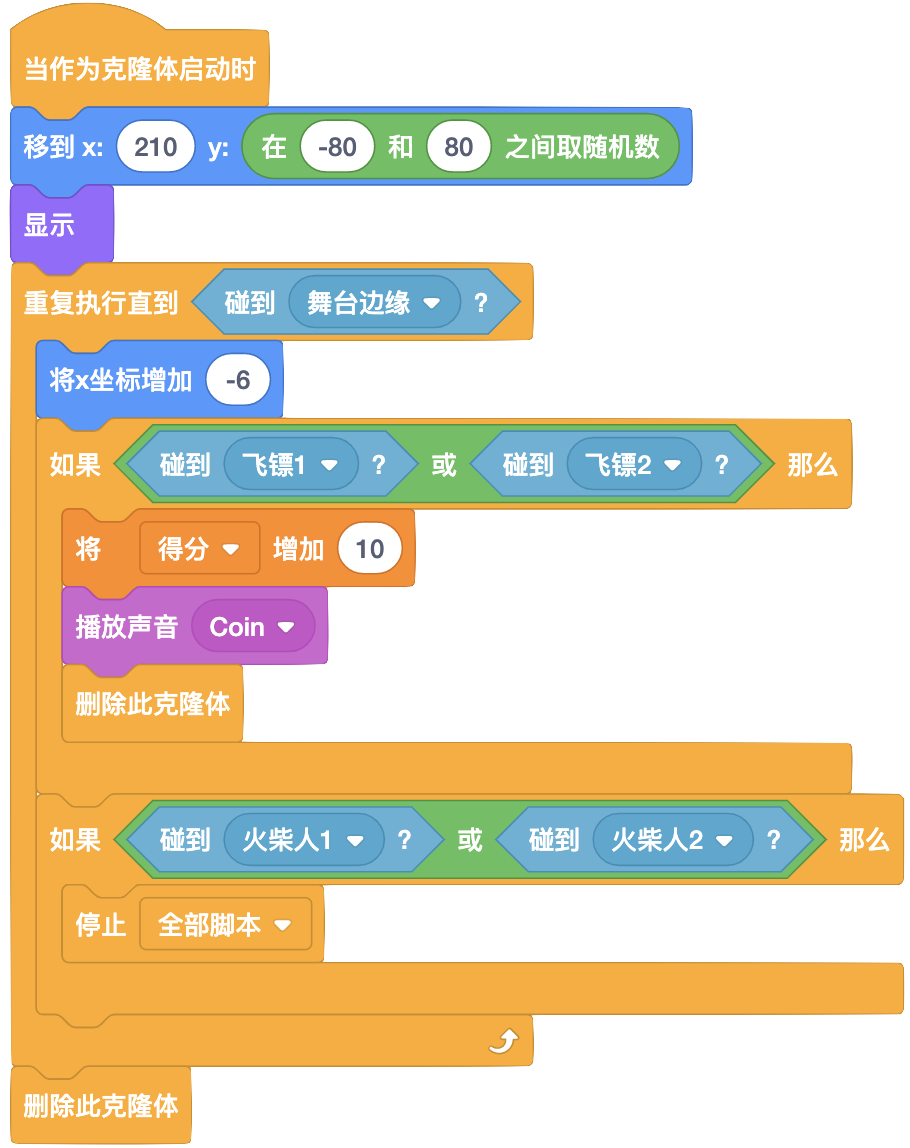 当作为克隆体启动时
移到 x: 210 y: 在 -80 和 80 之间取随机数
显示
重复执行直到 碰到 舞台边缘 ?
将x坐标增加 -6
如果 碰到 飞镖1 ? 或 碰到 飞镖2 ? 那么
将 得分 增加 10
播放声音 Coin
删除此克隆体
如果 碰到 火柴人1 ? 或 碰到 火柴人2 ? 那么
停止 全部脚本
删除此克隆体